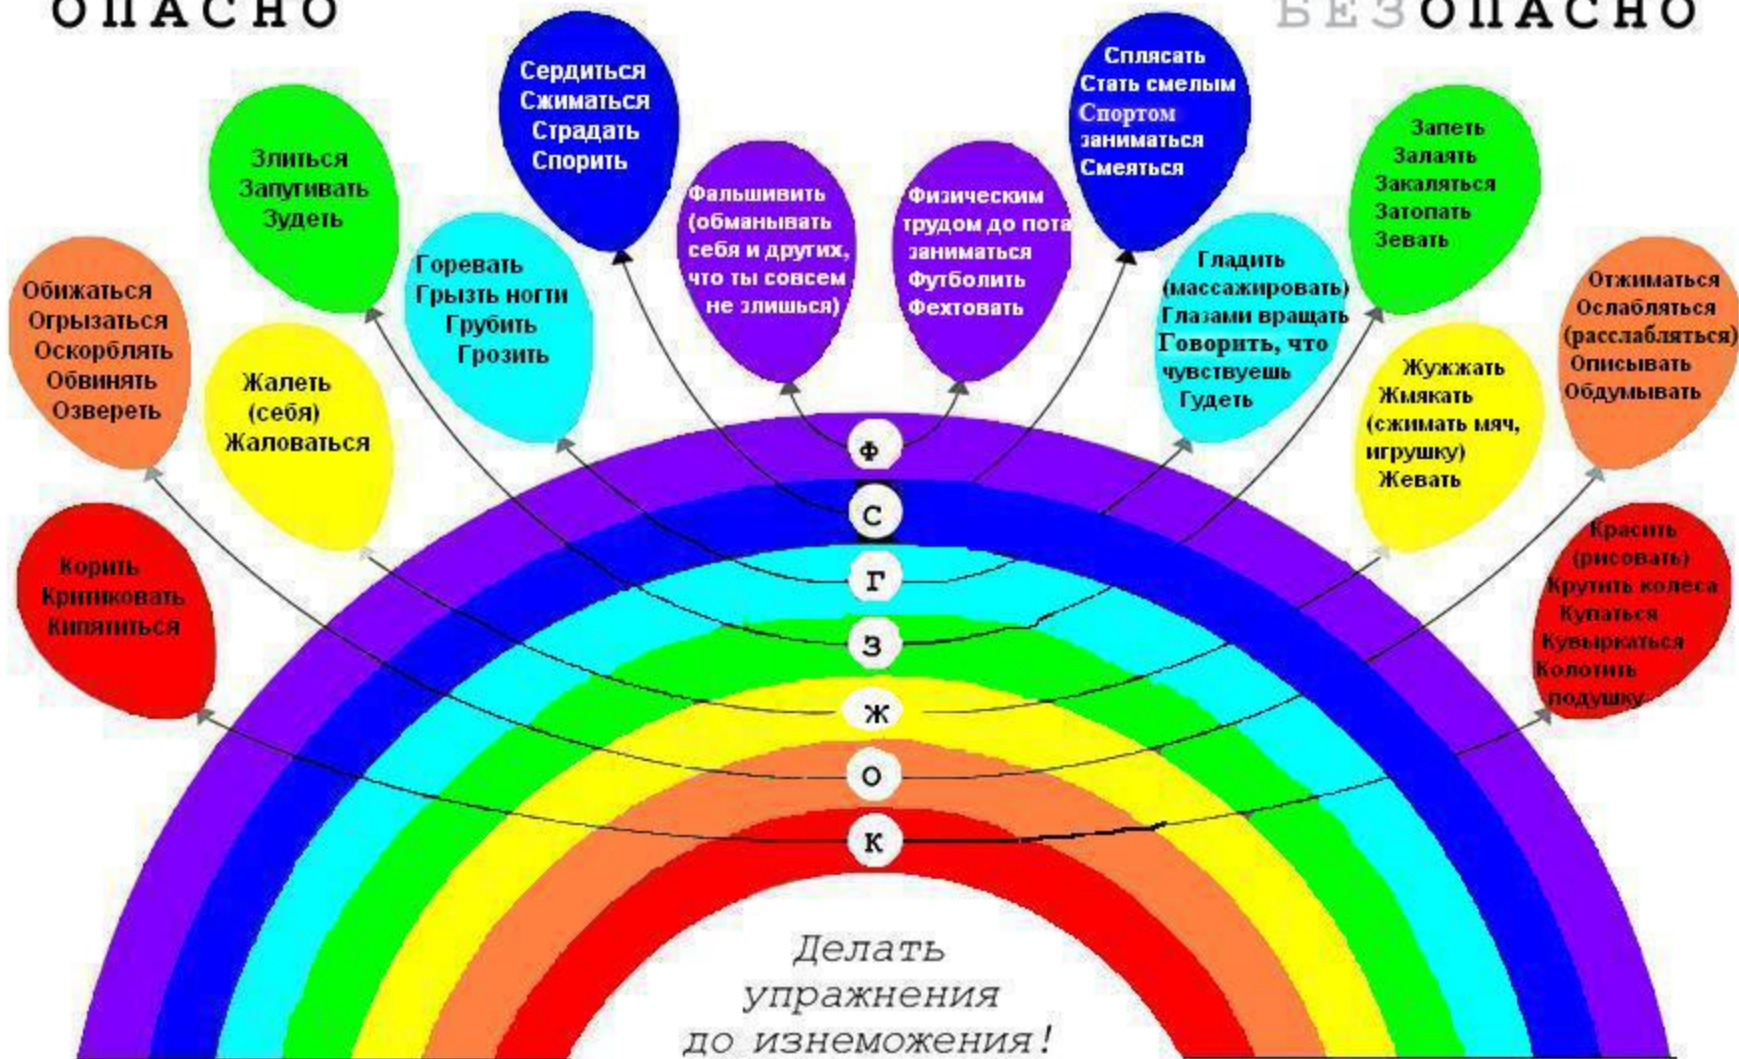 ОПАСНО
БЕЗОПАСНО
Сердиться
Сжиматься
Страдать
Спорить
Сплясать
Стать смелым
Спортом
заниматься
Смеяться
Злиться
Запугивать
Зудеть
Запеть
Залаять
Закаляться
Затопать
Зевать
Фальшивить
(обманывать
себя и других,
что ты совсем
не злишься)
Физическим
трудом до пота
заниматься
Футболить
Фехтовать
Горевать
Грызть ногти
Грубить
Грозить
Гладить
(массажировать)
Глазами вращать
Говорить, что
чувствуешь
Гудеть
Обижаться
Огрызаться
Оскорблять
Обвинять
Озвереть
Отжиматься
Ослабляться
(расслабляться)
Описывать
Обдумывать
Жалеть
(себя)
Жаловаться
Жужжать
Жмякать
(сжимать мяч,
игрушку)
Жевать
Корить
Критиковать
Кипятиться
Красить
(рисовать)
Крутить колеса
Купаться
Кувыркаться
Колотить
подушку
Ф
С
Г
З
Ж
О
К
Делать
упражнения
до изнеможения!